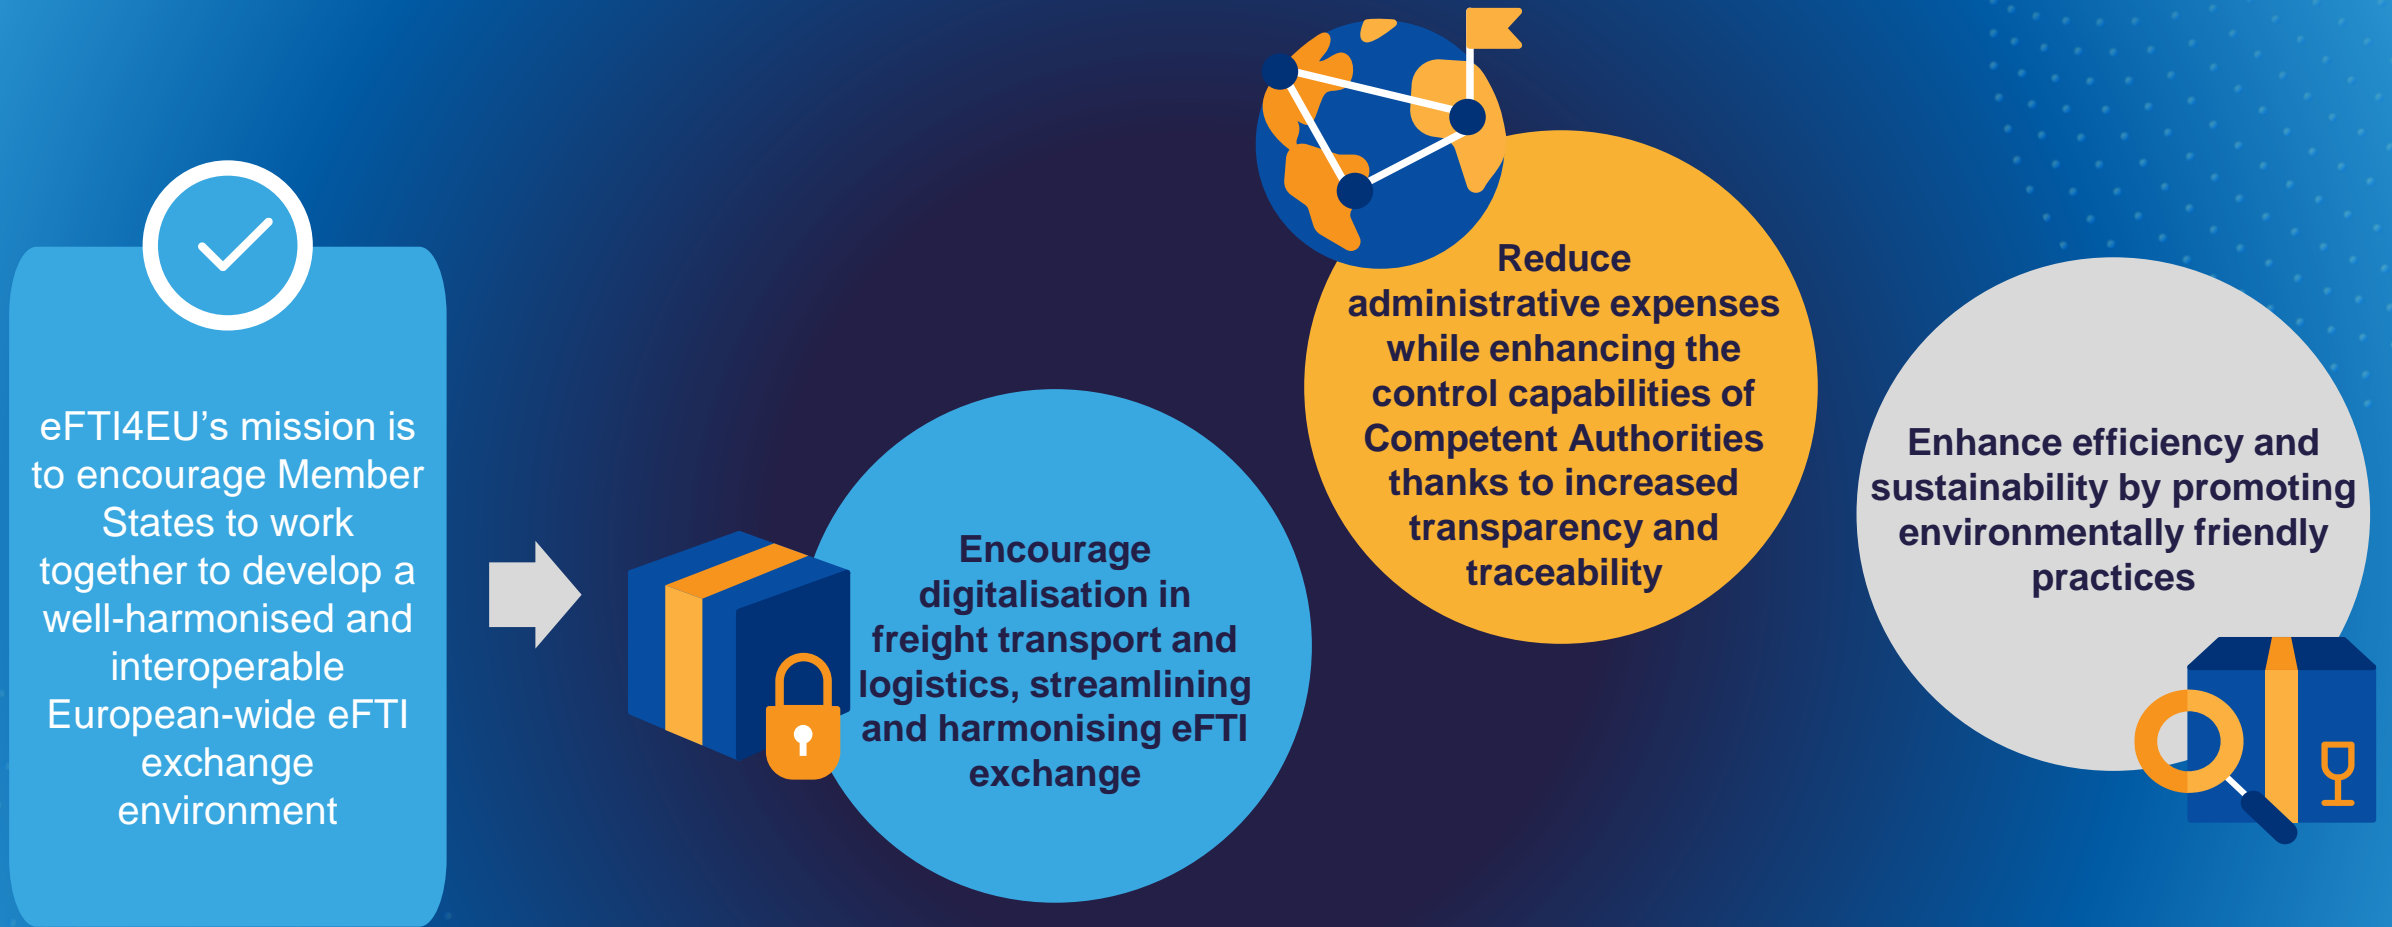 eFTI4EU’s mission is
to encourage Member
States to work
together to develop a
well-harmonised and
interoperable
European-wide eFTI
exchange
environment
Encourage
digitalisation in
freight transport and
logistics, streamlining
and harmonising eFTI
exchange
Reduce
administrative expenses
while enhancing the
control capabilities of
Competent Authorities
thanks to increased
transparency and
traceability
Enhance efficiency and
sustainability by promoting
environmentally friendly
practices